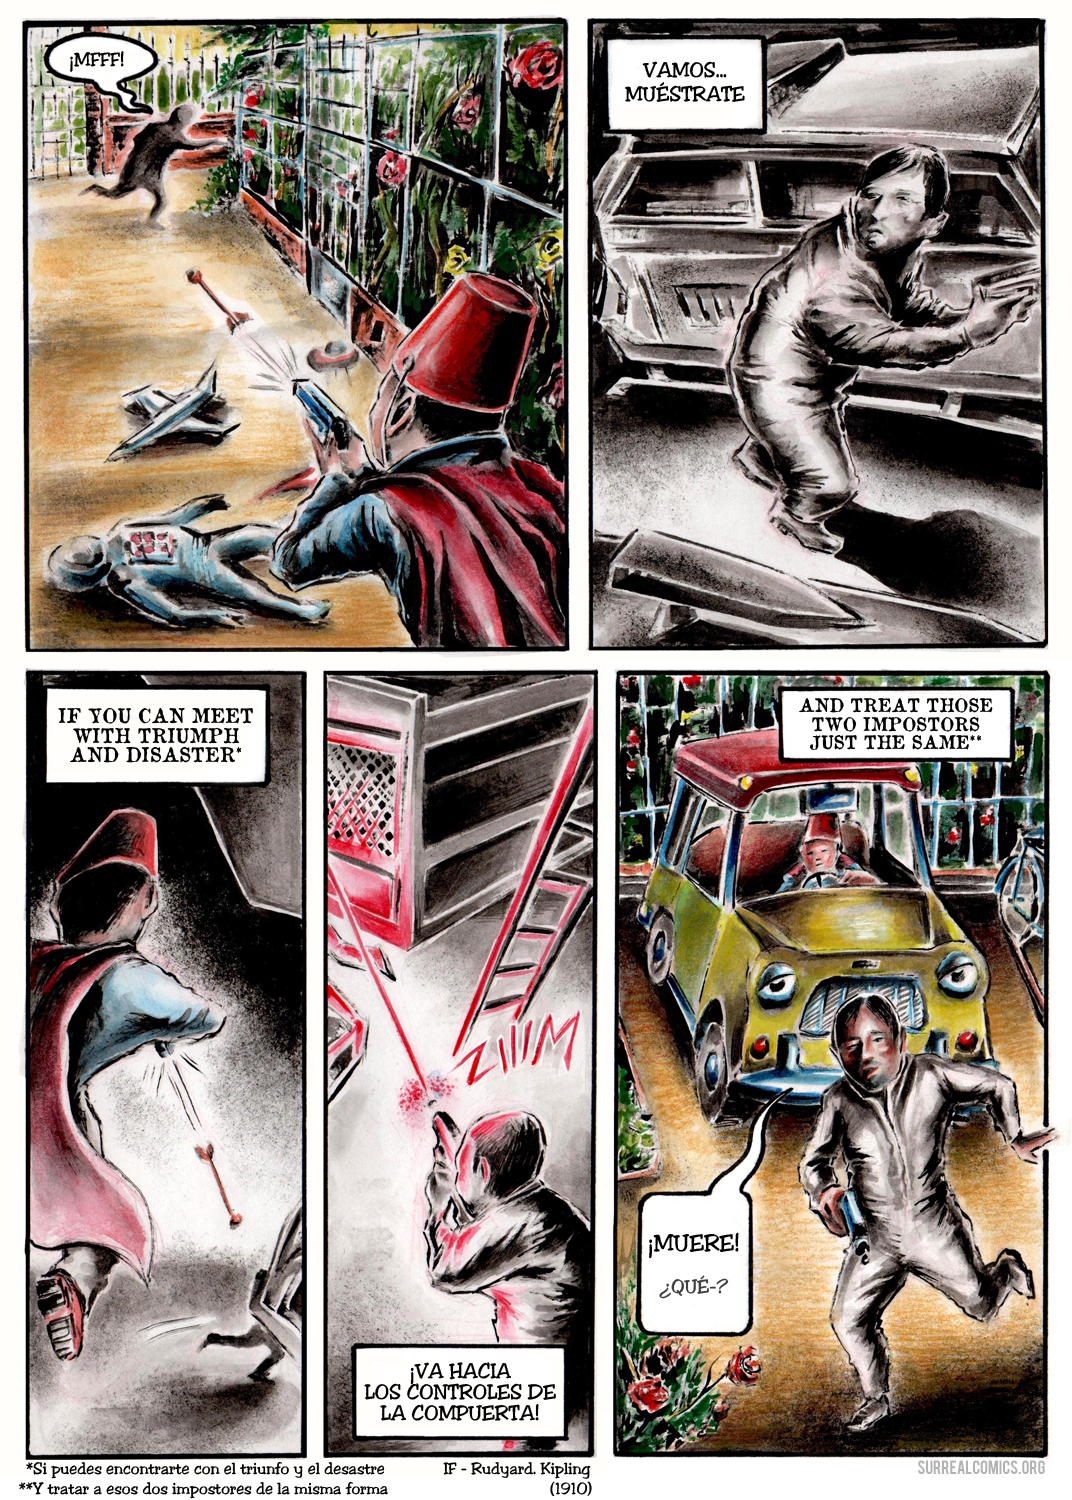 ¡MFFF!
VAMOS...
MUÉSTRATE
IF YOU CAN MEET
WITH TRIUMPH
AND DISASTER*
ZIIIM
¡VA HACIA
LOS CONTROLES DE
LA COMPUERTA!
AND TREAT THOSE
TWO IMPOSTORS
JUST THE SAME**
¡MUERE!
¿QUÉ-?
*Si puedes encontrarte con el triunfo y el desastre
**Y tratar a esos dos impostores de la misma forma
IF - Rudyard. Kipling
(1910)
SURREALCOMICS.ORG